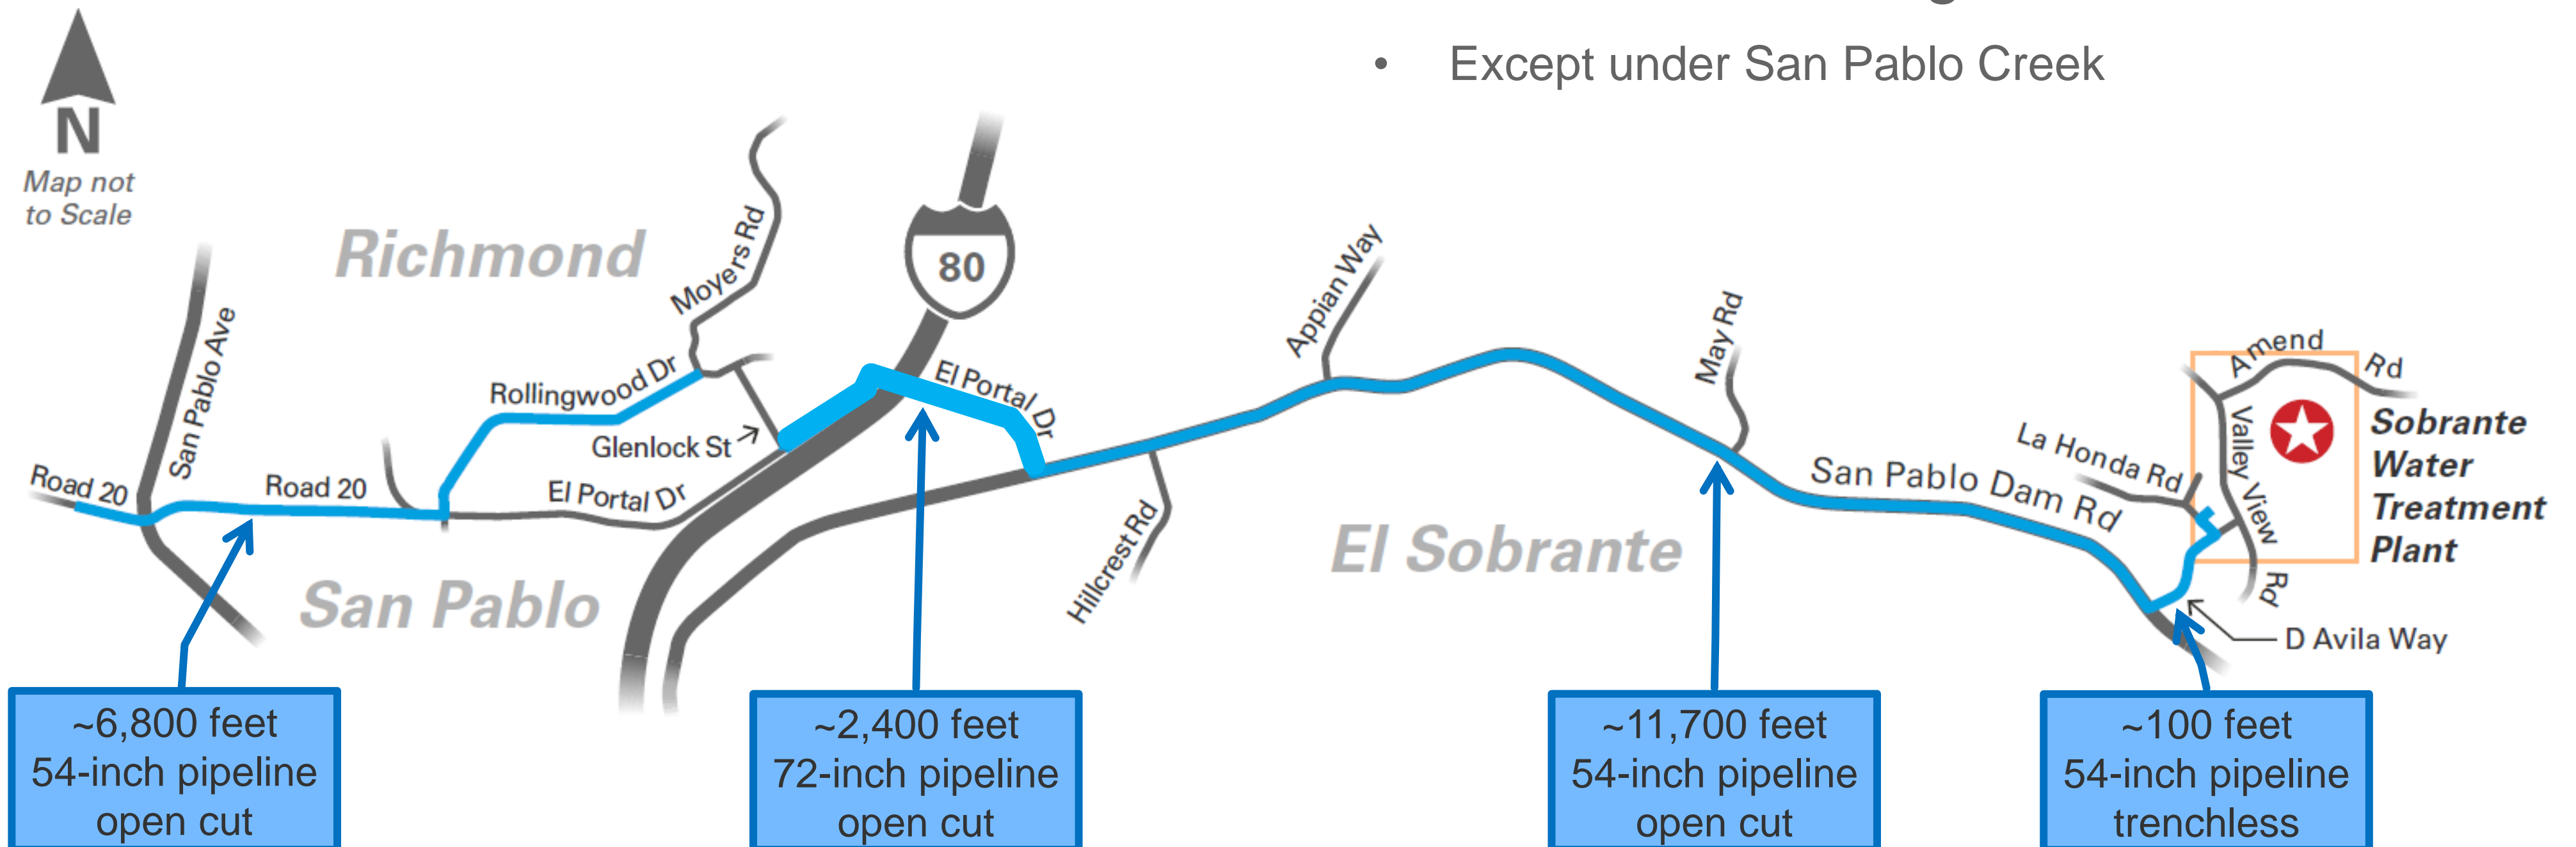 • Except under San Pablo Creek
N
Map not
to Scale
Richmond
San Pablo Ave
Moyers Rd
80
Rollingwood Dr
El Portal Dr
Glenlock St
Road 20
Road 20
El Portal Dr
San Pablo
Appian Way
May Rd
Hillcrest Rd
El Sobrante
San Pablo Dam Rd
La Honda Rd
Amend Rd
Valley View Rd
Sobrante
Water
Treatment
Plant
D Avila Way
~6,800 feet
54-inch pipeline
open cut
~2,400 feet
72-inch pipeline
open cut
~11,700 feet
54-inch pipeline
open cut
~100 feet
54-inch pipeline
trenchless